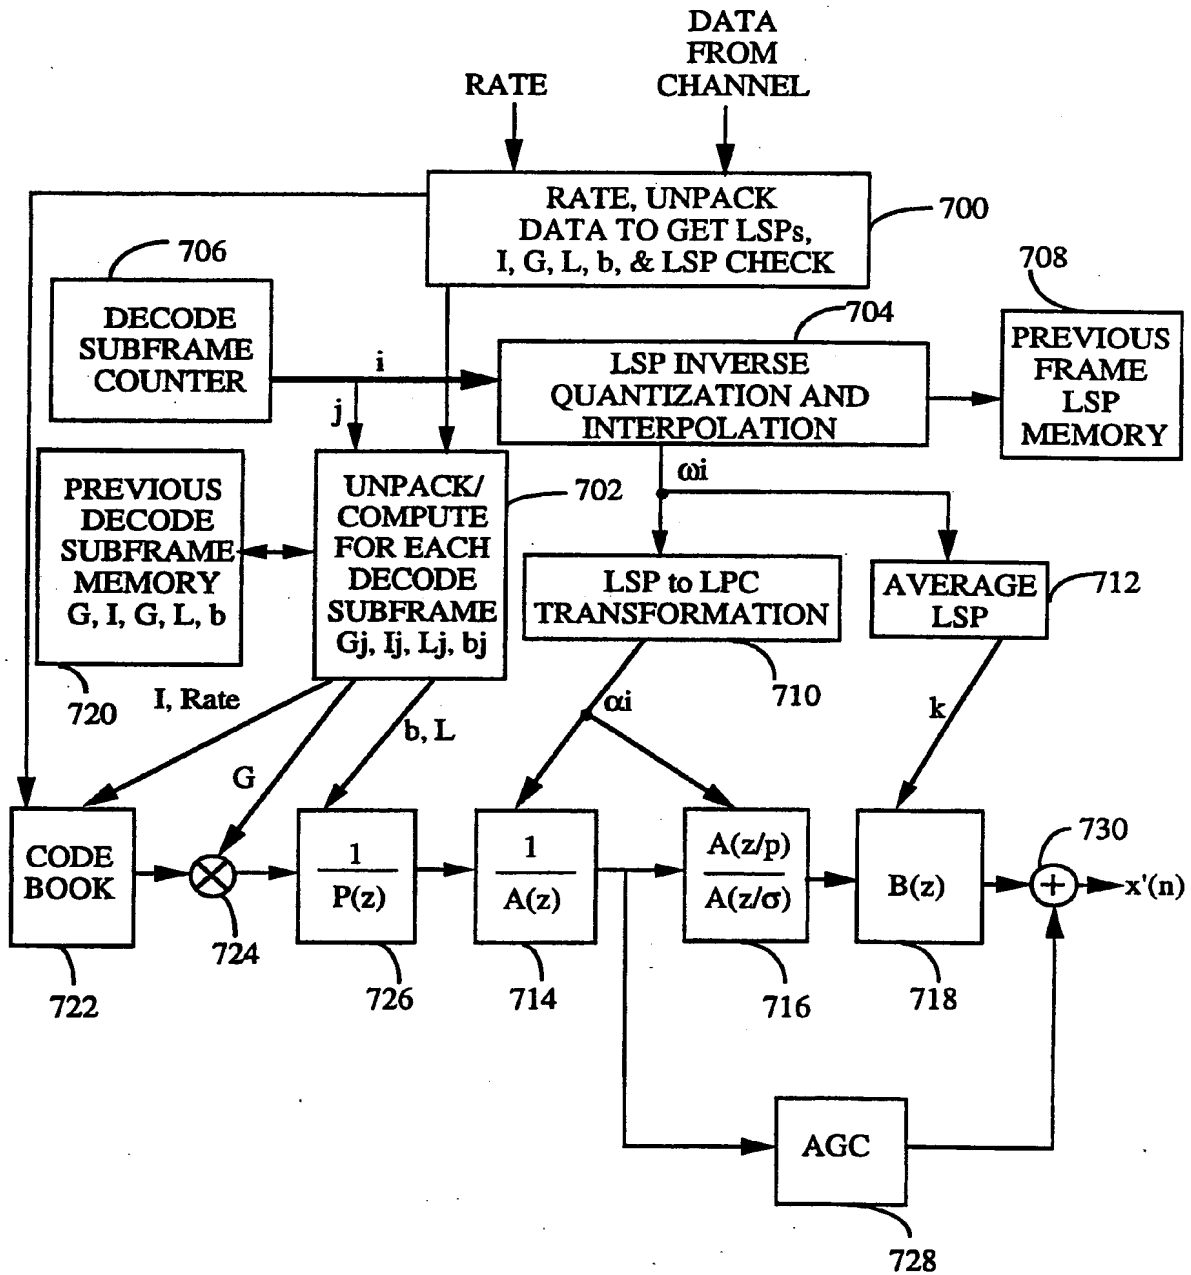 DATA
FROM
CHANNEL
RATE
RATE, UNPACK
DATA TO GET LSPs,
I, G, L, b, & LSP CHECK
700
706
DECODE
SUBFRAME
COUNTER
i
j
704
LSP INVERSE
QUANTIZATION AND
INTERPOLATION
708
PREVIOUS
FRAME
LSP
MEMORY
PREVIOUS
DECODE
SUBFRAME
MEMORY
G, I, G, L, b
720
UNPACK/
COMPUTE
FOR EACH
DECODE
SUBFRAME
Gj, Ij, Lj, bj
702
ωi
LSP to LPC
TRANSFORMATION
710
AVERAGE
LSP
712
I, Rate
G
b, L
αi
k
CODE
BOOK
722
724
1
P(z)
726
1
A(z)
714
A(z/p)
A(z/σ)
716
B(z)
718
730
+
x'(n)
AGC
728